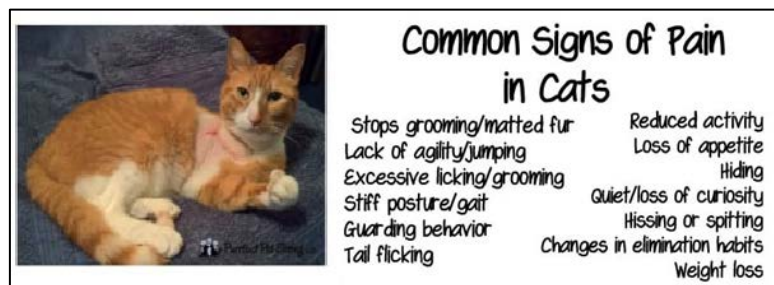 Common Signs of Pain
in Cats
Stops grooming/matted fur
Lack of agility/jumping
Excessive licking/grooming
Stiff posture/gait
Guarding behavior
Tail flicking
Reduced activity
Loss of appetite
Hiding
Quiet/loss of curiosity
Hissing or spitting
Changes in elimination habits
Weight loss